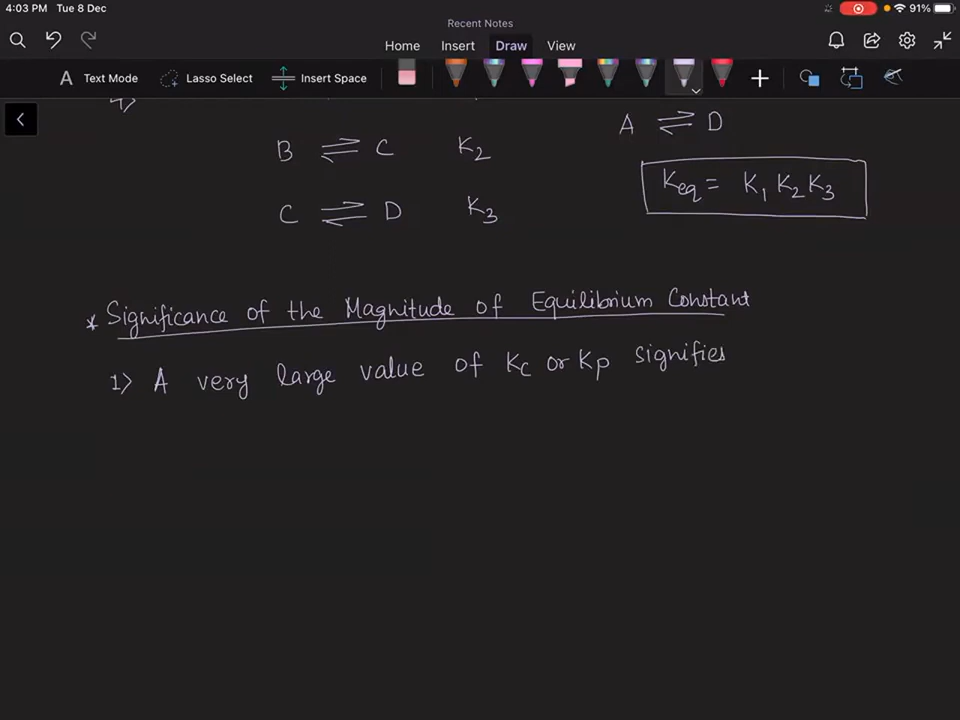 4:03 PM Tue 8 Dec
91%
Recent Notes
Home Insert Draw View
A Text Mode Lasso Select Insert Space
A ⇌ D
B ⇌ C K₂
Keq = K₁ K₂ K₃
C ⇌ D K₃
* Significance of the Magnitude of Equilibrium Constant
1> A very large value of Kc or Kp signifies